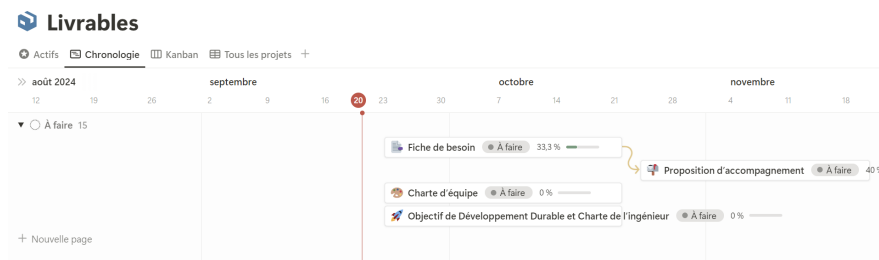 Livrables
Actifs Chronologie Kanban Tous les projets
août 2024 septembre octobre novembre
12 19 26 2 9 16 20 23 30 7 14 21 28 4 11 18
À faire 15
Fiche de besoin À faire 33,3 %
Proposition d'accompagnement À faire 40 %
Charte d'équipe À faire 0 %
Objectif de Développement Durable et Charte de l'ingénieur À faire 0 %
+ Nouvelle page